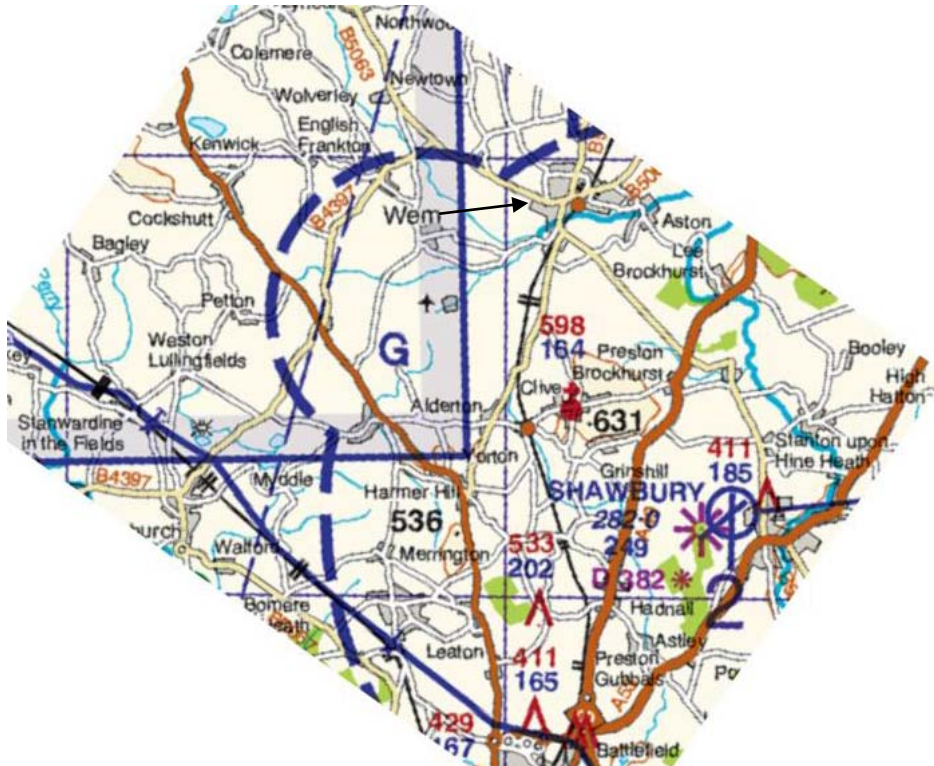 Northwoo
Colemere
B5063
Newtown
Wolverley
English
Frankton
Kenwick
B4397
Wem
Cockshutt
Aston
Bagley
Lee
Brockhurst
Petton
598
164
G
Weston
Lullingfields
Preston
Brockhurst
Booley
High
Hatton
Clive
Alderton
631
Stanwardine
in the Fields
411
185
Stanton upon
Hine Heath
Yorton
Grinshill
B4397
Myddle
Harmer Hill
SHAWBURY
282·0
249
536
Walford
Merrington
533
202
D 382
2
Hadnall
Bomere
Heath
Leaton
Astley
411
165
Preston
Gubbals
429
167
Battlefield